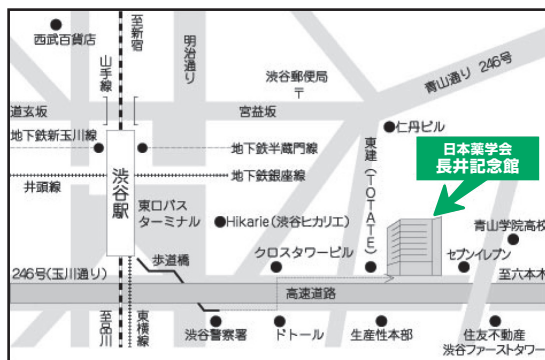 西武百貨店
至新宿
明治通り
山手線
渋谷郵便局
〒
青山通り 246号
道玄坂
宮益坂
仁丹ビル
地下鉄新玉川線
地下鉄半蔵門線
日本薬学会
長井記念館
井頭線
渋谷駅
地下鉄銀座線
東建(TOTATE)
東口バス
ターミナル
Hikarie(渋谷ヒカリエ)
青山学院高校
歩道橋
クロスタワービル
セブンイレブン
246号(玉川通り)
至六本木
高速道路
至品川
東横線
渋谷警察署
ドトール
生産性本部
住友不動産
渋谷ファーストタワー